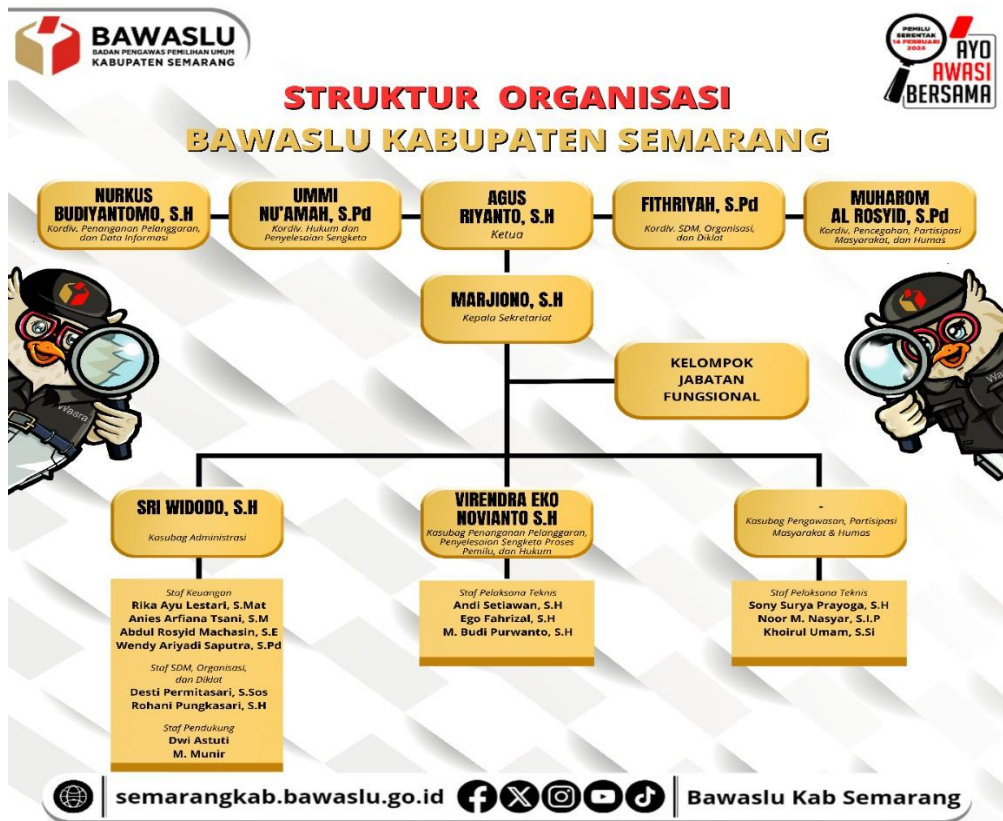 BAWASLU
BADAN PENGAWAS PEMILIHAN UMUM
KABUPATEN SEMARANG
PEMILU
SERENTAK
14 FEBRUARI
2024
AYO
AWASI
BERSAMA
STRUKTUR ORGANISASI
BAWASLU KABUPATEN SEMARANG
NURKUS
BUDIYANTOMO, S.H
Kordiv. Penanganan Pelanggaran,
dan Data Informasi
UMMI
NU'AMAH, S.Pd
Kordiv. Hukum dan
Penyelesaian Sengketa
AGUS
RIYANTO, S.H
Ketua
FITHRIYAH, S.Pd
Kordiv. SDM, Organisasi,
dan Diklat
MUHAROM
AL ROSYID, S.Pd
Kordiv. Pencegahan, Partisipasi
Masyarakat, dan Humas
MARJIONO, S.H
Kepala Sekretariat
KELOMPOK
JABATAN
FUNGSIONAL
Wasra
Wasra
SRI WIDODO, S.H
Kasubag Administrasi
VIRENDRA EKO
NOVIANTO S.H
Kasubag Penanganan Pelanggaran,
Penyelesaian Sengketa Proses
Pemilu, dan Hukum
-
Kasubag Pengawasan, Partisipasi
Masyarakat & Humas
Staf Keuangan
Rika Ayu Lestari, S.Mat
Anies Arfiana Tsani, S.M
Abdul Rosyid Machasin, S.E
Wendy Ariyadi Saputra, S.Pd
Staf SDM, Organisasi,
dan Diklat
Desti Permitasari, S.Sos
Rohani Pungkasari, S.H
Staf Pendukung
Dwi Astuti
M. Munir
Staf Pelaksana Teknis
Andi Setiawan, S.H
Ego Fahrizal, S.H
M. Budi Purwanto, S.H
Staf Pelaksana Teknis
Sony Surya Prayoga, S.H
Noor M. Nasyar, S.I.P
Khoirul Umam, S.Si
semarangkab.bawaslu.go.id
Bawaslu Kab Semarang